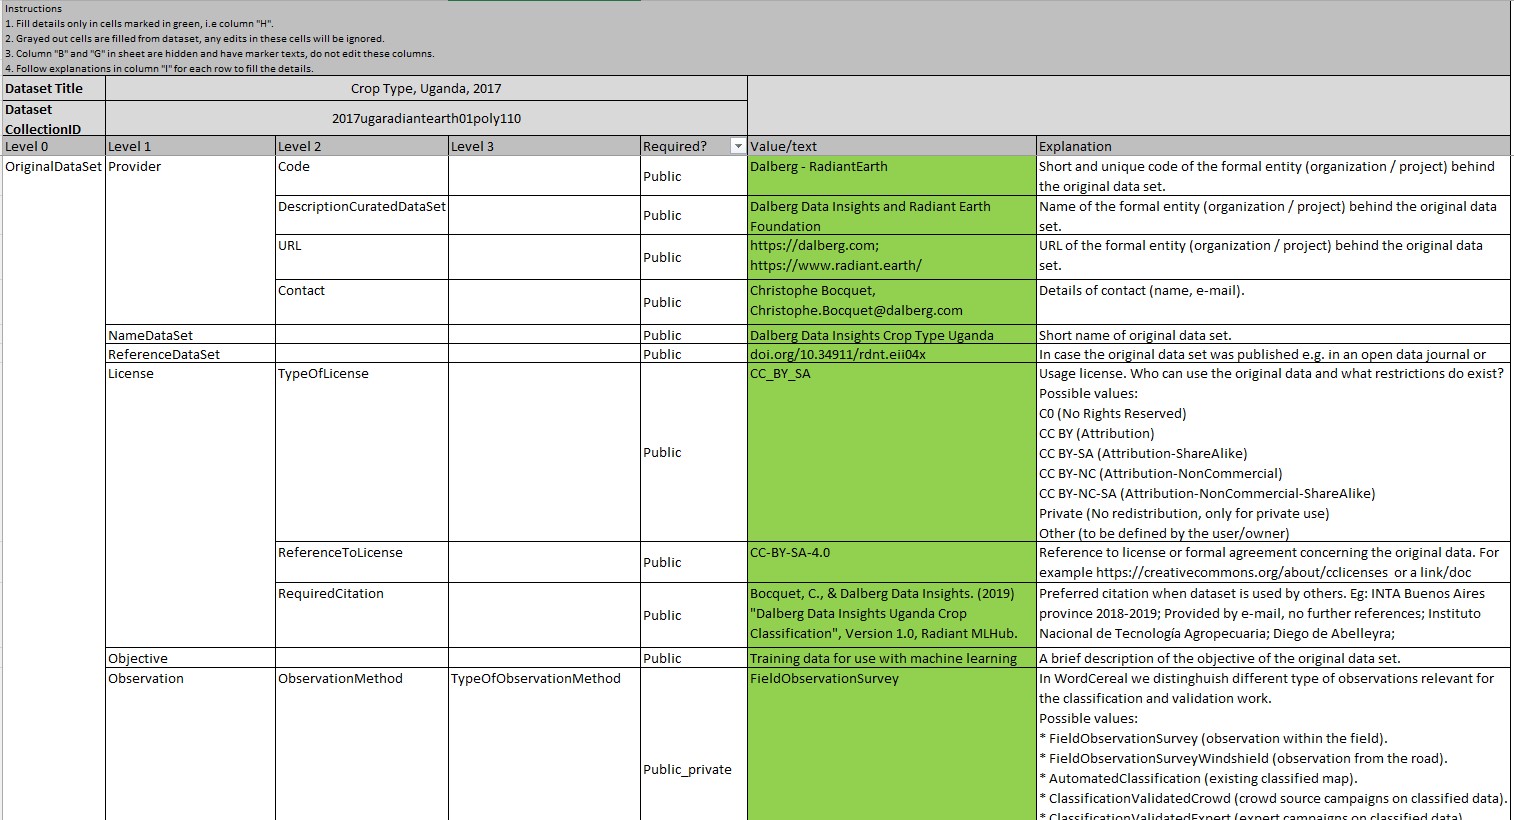 Instructions
1. Fill details only in cells marked in green, i.e column "H".
2. Grayed out cells are filled from dataset, any edits in these cells will be ignored.
3. Column "B" and "G" in sheet are hidden and have marker texts, do not edit these columns.
4. Follow explanations in column "I" for each row to fill the details.
Dataset Title Crop Type, Uganda, 2017
Dataset
CollectionID 2017ugaradiantearth01poly110
Level 0 Level 1 Level 2 Level 3 Required? Value/text Explanation
OriginalDataSet Provider Code Public Dalberg - RadiantEarth Short and unique code of the formal entity (organization / project) behind
the original data set.
DescriptionCuratedDataSet Public Dalberg Data Insights and Radiant Earth Name of the formal entity (organization / project) behind the original data
Foundation set.
URL Public https://dalberg.com; URL of the formal entity (organization / project) behind the original data
https://www.radiant.earth/ set.
Contact Public Christophe Bocquet, Details of contact (name, e-mail).
Christophe.Bocquet@dalberg.com
NameDataSet Public Dalberg Data Insights Crop Type Uganda Short name of original data set.
ReferenceDataSet Public doi.org/10.34911/rdnt.eii04x In case the original data set was published e.g. in an open data journal or
License TypeOfLicense Public CC_BY_SA Usage license. Who can use the original data and what restrictions do exist?
Possible values:
C0 (No Rights Reserved)
CC BY (Attribution)
CC BY-SA (Attribution-ShareAlike)
CC BY-NC (Attribution-NonCommercial)
CC BY-NC-SA (Attribution-NonCommercial-ShareAlike)
Private (No redistribution, only for private use)
Other (to be defined by the user/owner)
ReferenceToLicense Public CC-BY-SA-4.0 Reference to license or formal agreement concerning the original data. For
example https://creativecommons.org/about/cclicenses or a link/doc
RequiredCitation Public Bocquet, C., & Dalberg Data Insights. (2019) Preferred citation when dataset is used by others. Eg: INTA Buenos Aires
"Dalberg Data Insights Uganda Crop province 2018-2019; Provided by e-mail, no further references; Instituto
Classification", Version 1.0, Radiant MLHub. Nacional de Tecnología Agropecuaria; Diego de Abelleyra;
Objective Public Training data for use with machine learning A brief description of the objective of the original data set.
Observation ObservationMethod TypeOfObservationMethod Public_private FieldObservationSurvey In WordCereal we distinghuish different type of observations relevant for
the classification and validation work.
Possible values:
* FieldObservationSurvey (observation within the field).
* FieldObservationSurveyWindshield (observation from the road).
* AutomatedClassification (existing classified map).
* ClassificationValidatedCrowd (crowd source campaigns on classified data).
* ClassificationValidatedExpert (expert campaigns on classified data)